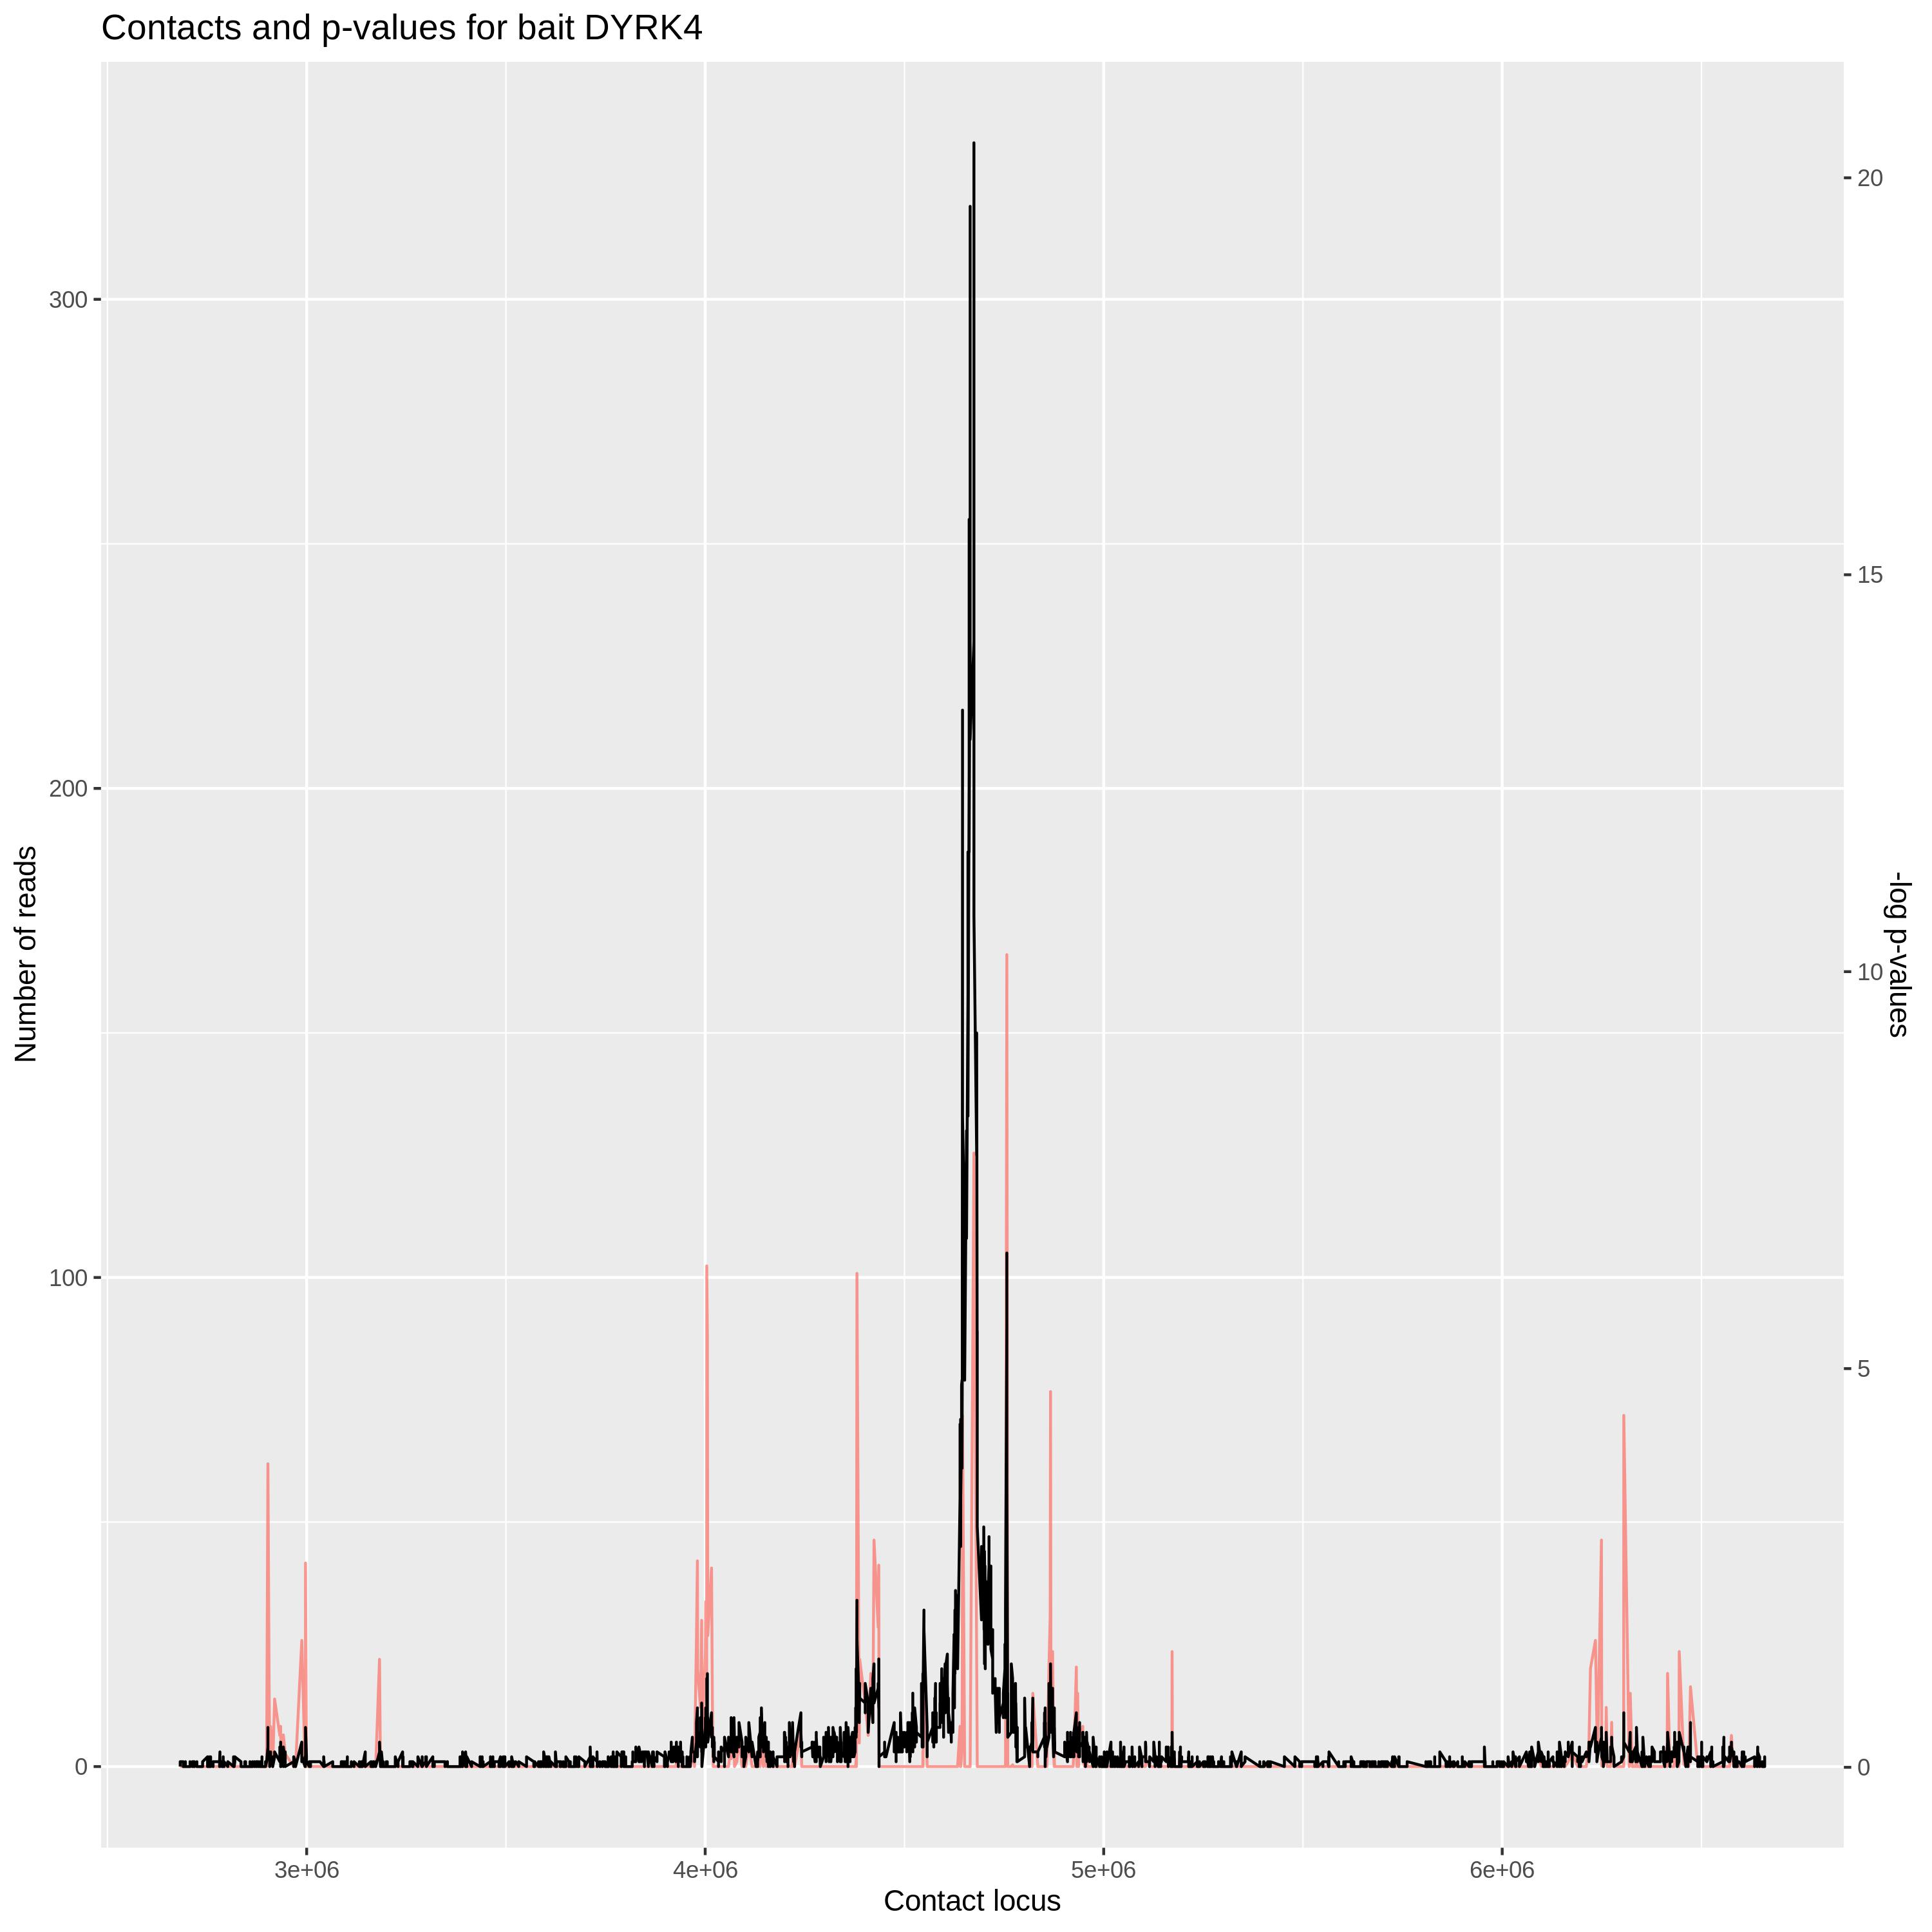 Contacts and p-values for bait DYRK4
Number of reads
300
200
100
0
20
15
10
5
0
-log p-values
3e+06
4e+06
5e+06
6e+06
Contact locus